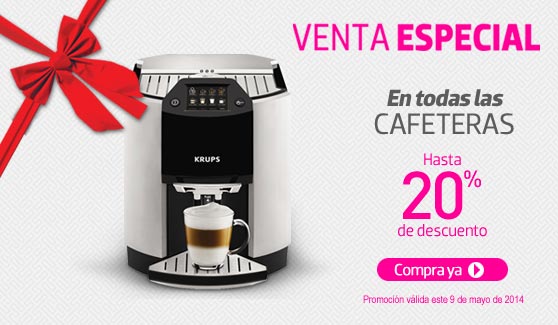 VENTA ESPECIAL
En todas las
CAFETERAS
Hasta
20%
de descuento
Compra ya
Promoción válida este 9 de mayo de 2014
KRUPS